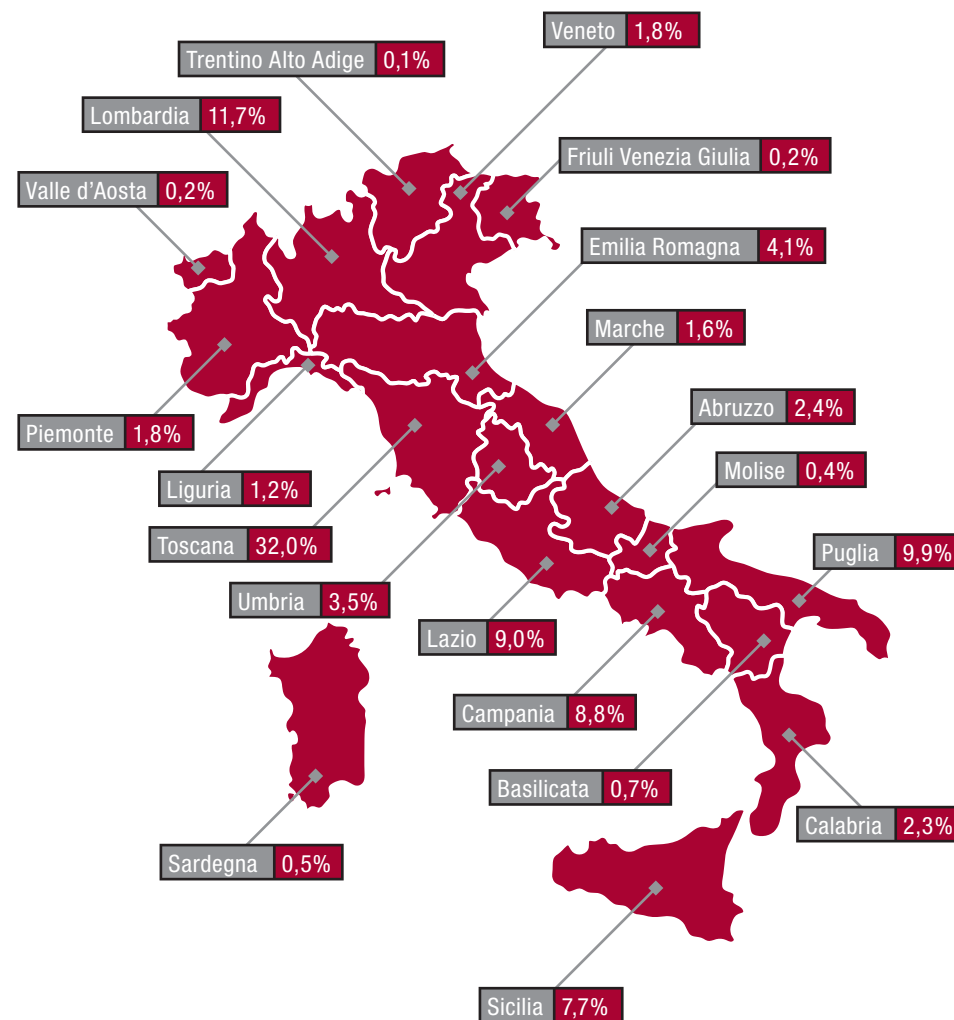 Veneto 1,8%
Trentino Alto Adige 0,1%
Lombardia 11,7%
Friuli Venezia Giulia 0,2%
Valle d'Aosta 0,2%
Emilia Romagna 4,1%
Marche 1,6%
Abruzzo 2,4%
Piemonte 1,8%
Molise 0,4%
Liguria 1,2%
Toscana 32,0%
Puglia 9,9%
Umbria 3,5%
Lazio 9,0%
Campania 8,8%
Basilicata 0,7%
Calabria 2,3%
Sardegna 0,5%
Sicilia 7,7%